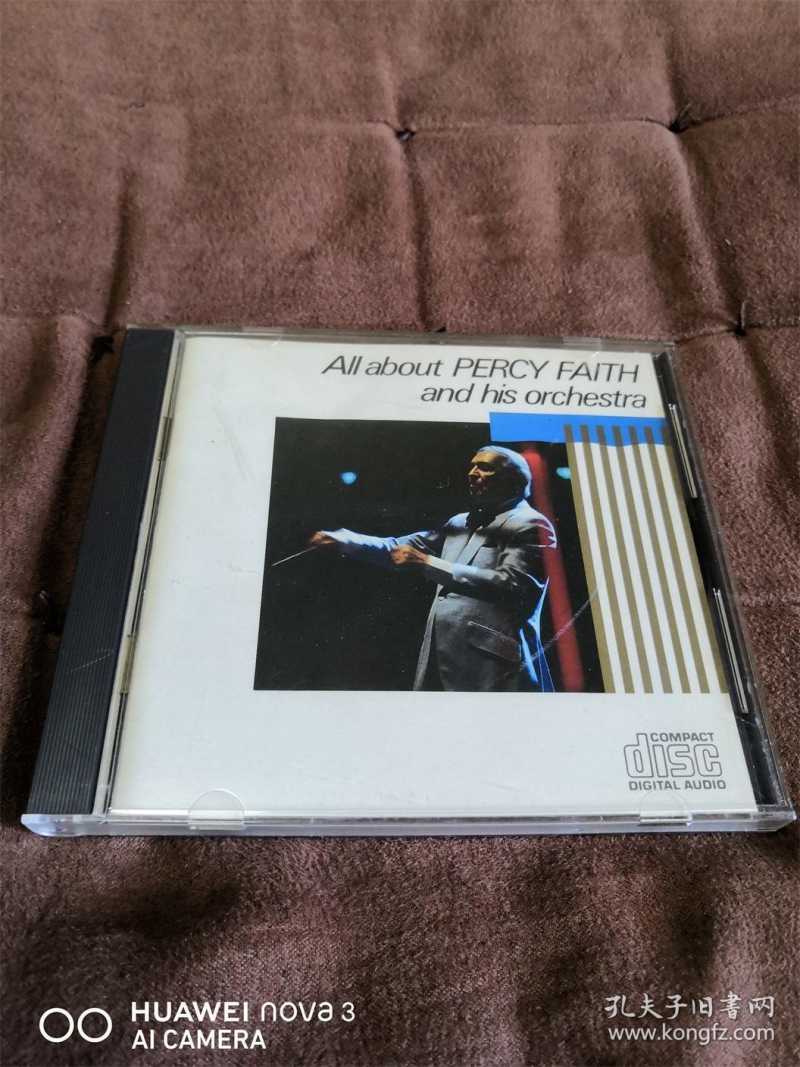 All about PERCY FAITH
and his orchestra
COMPACT
disc
DIGITAL AUDIO
HUAWEI nova 3
AI CAMERA
孔夫子旧書网
www.kongfz.com